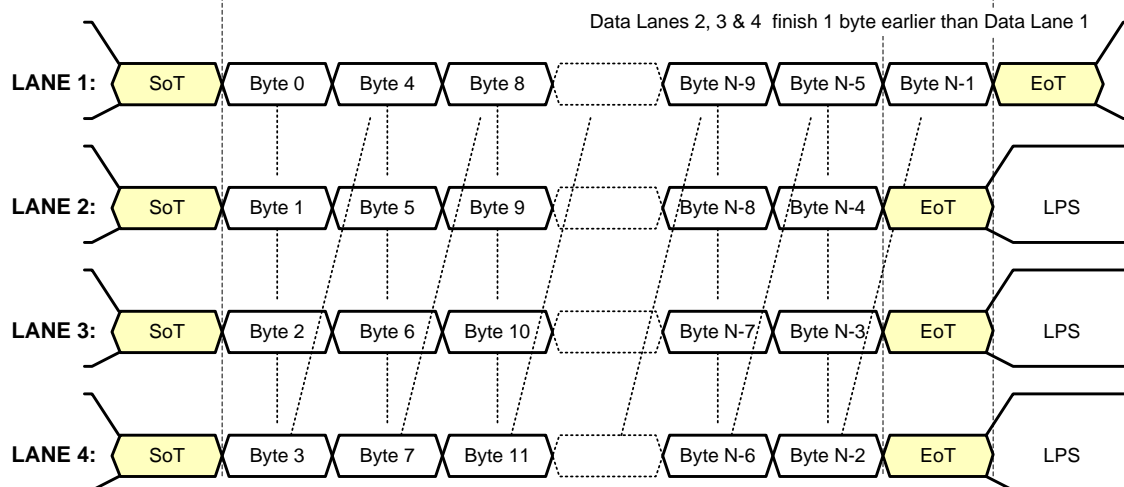 Data Lanes 2, 3 & 4 finish 1 byte earlier than Data Lane 1
LANE 1: SoT Byte 0 Byte 4 Byte 8 Byte N-9 Byte N-5 Byte N-1 EoT
LANE 2: SoT Byte 1 Byte 5 Byte 9 Byte N-8 Byte N-4 EoT LPS
LANE 3: SoT Byte 2 Byte 6 Byte 10 Byte N-7 Byte N-3 EoT LPS
LANE 4: SoT Byte 3 Byte 7 Byte 11 Byte N-6 Byte N-2 EoT LPS